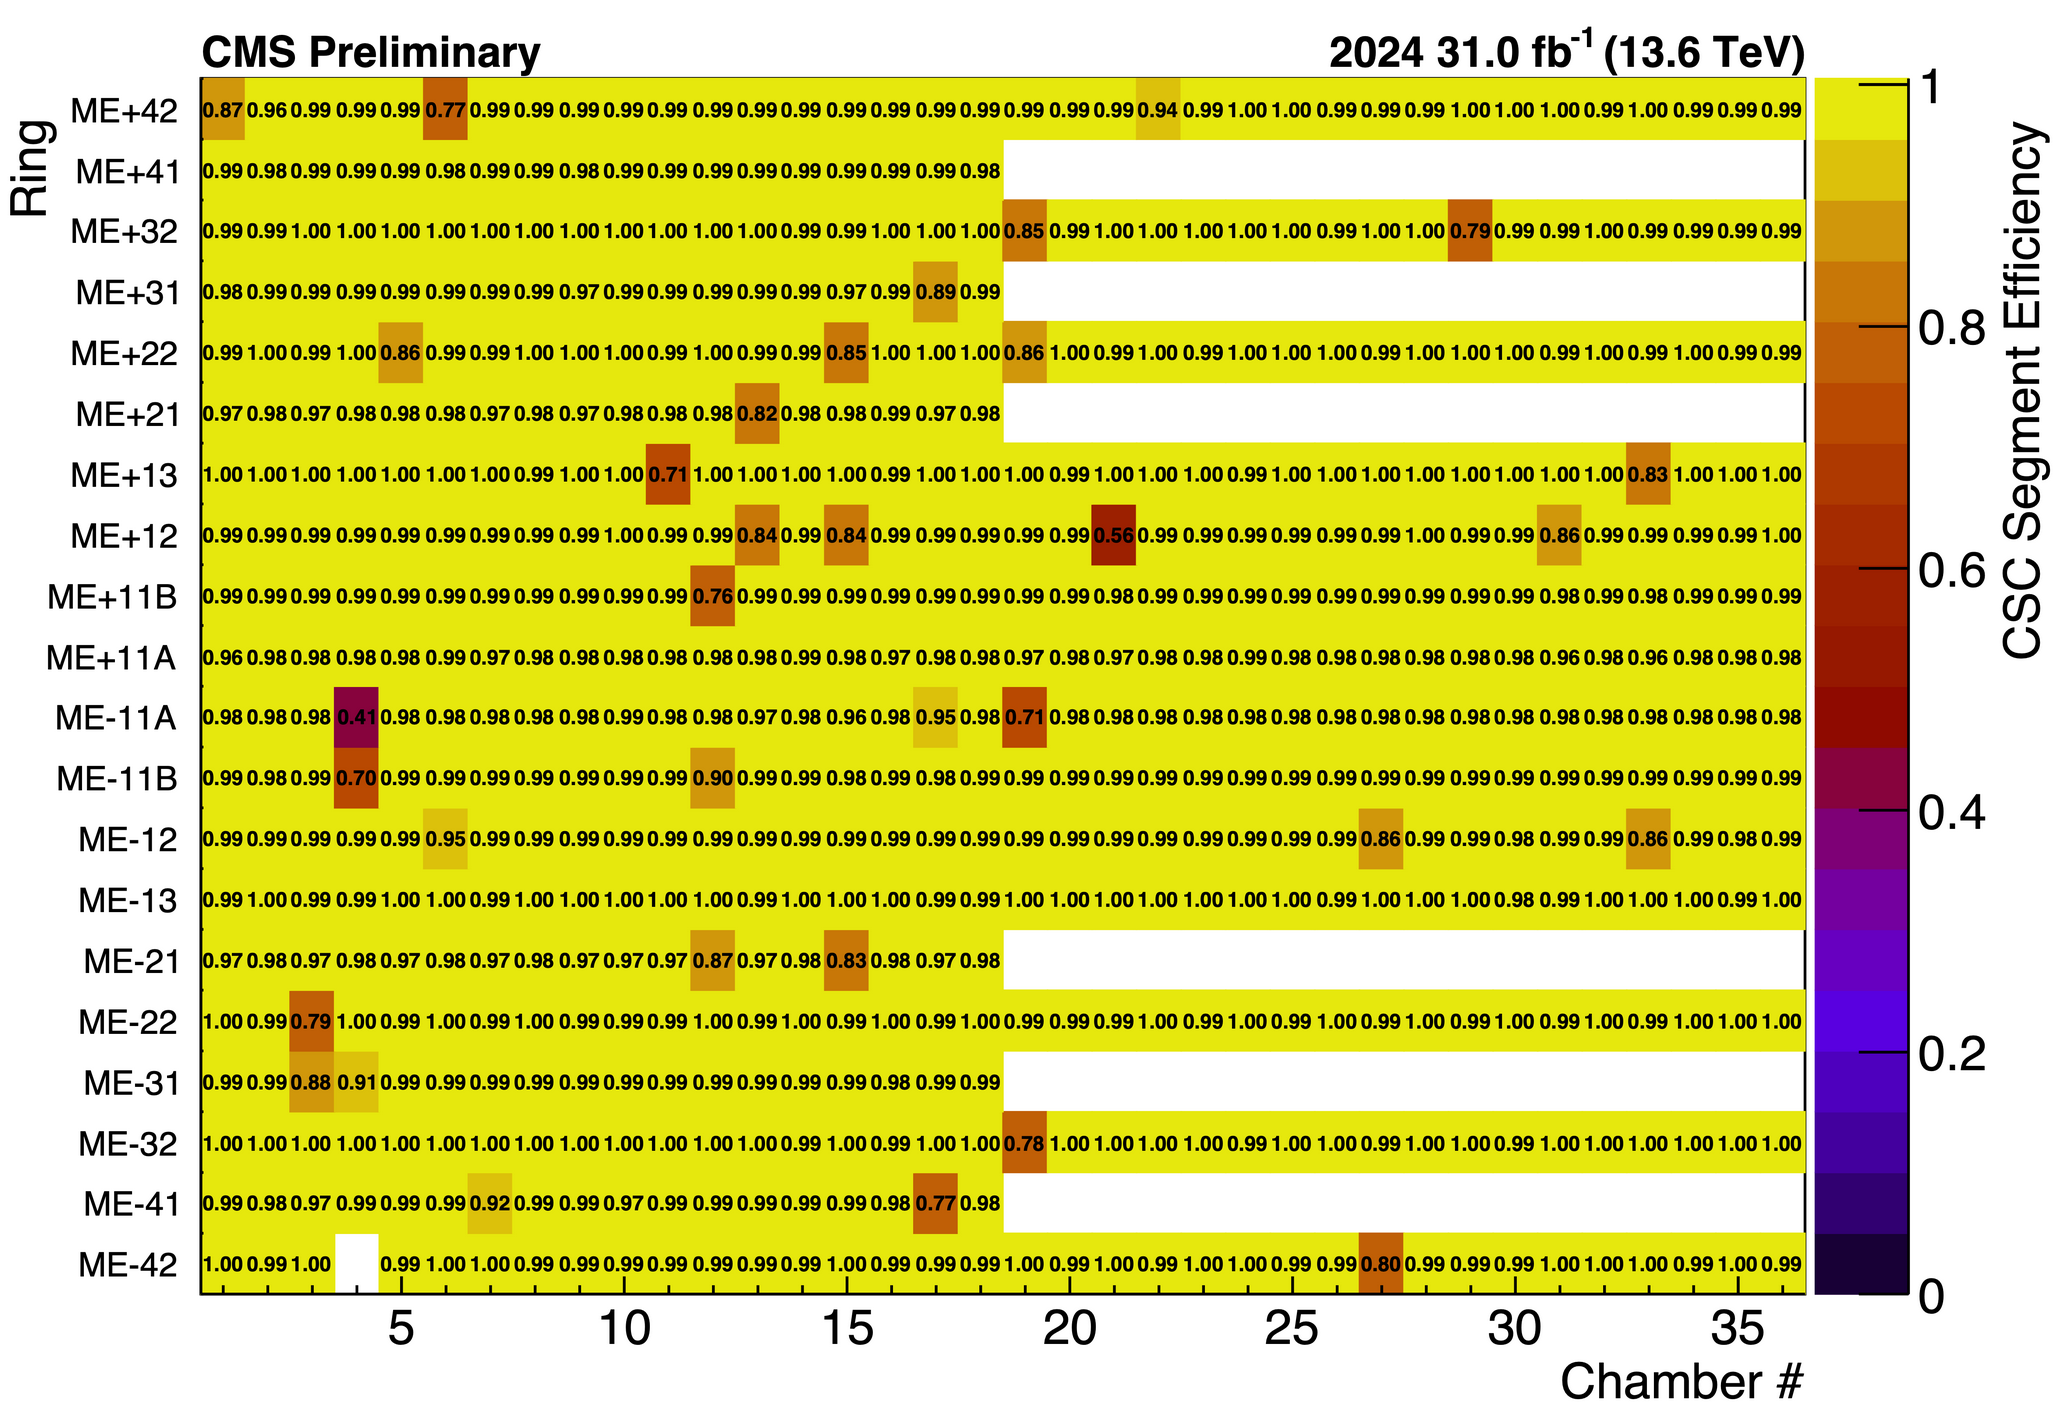 CMS Preliminary 2024 31.0 fb⁻¹ (13.6 TeV)
Ring
ME+42 0.87 0.96 0.99 0.99 0.99 0.77 0.99 0.99 0.99 0.99 0.99 0.99 0.99 0.99 0.99 0.99 0.99 0.99 0.99 0.99 0.99 0.94 0.99 1.00 1.00 0.99 0.99 0.99 1.00 1.00 1.00 0.99 1.00 0.99 0.99 0.99
ME+41 0.99 0.98 0.99 0.99 0.99 0.98 0.99 0.99 0.98 0.99 0.99 0.99 0.99 0.99 0.99 0.99 0.99 0.98
ME+32 0.99 0.99 1.00 1.00 1.00 1.00 1.00 1.00 1.00 1.00 1.00 1.00 1.00 0.99 0.99 1.00 1.00 1.00 0.85 0.99 1.00 1.00 1.00 1.00 1.00 0.99 1.00 1.00 0.79 0.99 0.99 1.00 0.99 0.99 0.99 0.99
ME+31 0.98 0.99 0.99 0.99 0.99 0.99 0.99 0.99 0.97 0.99 0.99 0.99 0.99 0.99 0.97 0.99 0.89 0.99
ME+22 0.99 1.00 0.99 1.00 0.86 0.99 0.99 1.00 1.00 1.00 0.99 1.00 0.99 0.99 0.85 1.00 1.00 1.00 0.86 1.00 0.99 1.00 0.99 1.00 1.00 1.00 0.99 1.00 1.00 1.00 0.99 1.00 0.99 1.00 0.99 0.99
ME+21 0.97 0.98 0.97 0.98 0.98 0.98 0.97 0.98 0.97 0.98 0.98 0.98 0.82 0.98 0.98 0.99 0.97 0.98
ME+13 1.00 1.00 1.00 1.00 1.00 1.00 1.00 0.99 1.00 1.00 0.71 1.00 1.00 1.00 1.00 0.99 1.00 1.00 1.00 0.99 1.00 1.00 1.00 0.99 1.00 1.00 1.00 1.00 1.00 1.00 1.00 1.00 0.83 1.00 1.00 1.00
ME+12 0.99 0.99 0.99 0.99 0.99 0.99 0.99 0.99 0.99 1.00 0.99 0.99 0.84 0.99 0.84 0.99 0.99 0.99 0.99 0.99 0.56 0.99 0.99 0.99 0.99 0.99 0.99 1.00 0.99 0.99 0.86 0.99 0.99 0.99 0.99 1.00
ME+11B 0.99 0.99 0.99 0.99 0.99 0.99 0.99 0.99 0.99 0.99 0.99 0.76 0.99 0.99 0.99 0.99 0.99 0.99 0.99 0.99 0.98 0.99 0.99 0.99 0.99 0.99 0.99 0.99 0.99 0.99 0.98 0.99 0.98 0.99 0.99 0.99
ME+11A 0.96 0.98 0.98 0.98 0.98 0.99 0.97 0.98 0.98 0.98 0.98 0.98 0.98 0.99 0.98 0.97 0.98 0.98 0.97 0.98 0.97 0.98 0.98 0.99 0.98 0.98 0.98 0.98 0.98 0.98 0.96 0.98 0.96 0.98 0.98 0.98
ME-11A 0.98 0.98 0.98 0.41 0.98 0.98 0.98 0.98 0.98 0.99 0.98 0.98 0.97 0.98 0.96 0.98 0.95 0.98 0.71 0.98 0.98 0.98 0.98 0.98 0.98 0.98 0.98 0.98 0.98 0.98 0.98 0.98 0.98 0.98 0.98 0.98
ME-11B 0.99 0.98 0.99 0.70 0.99 0.99 0.99 0.99 0.99 0.99 0.99 0.90 0.99 0.99 0.98 0.99 0.98 0.99 0.99 0.99 0.99 0.99 0.99 0.99 0.99 0.99 0.99 0.99 0.99 0.99 0.99 0.99 0.99 0.99 0.99 0.99
ME-12 0.99 0.99 0.99 0.99 0.99 0.95 0.99 0.99 0.99 0.99 0.99 0.99 0.99 0.99 0.99 0.99 0.99 0.99 0.99 0.99 0.99 0.99 0.99 0.99 0.99 0.99 0.86 0.99 0.99 0.98 0.99 0.99 0.86 0.99 0.98 0.99
ME-13 0.99 1.00 0.99 0.99 1.00 1.00 0.99 1.00 1.00 1.00 1.00 1.00 0.99 1.00 1.00 1.00 0.99 0.99 1.00 1.00 1.00 1.00 1.00 1.00 1.00 0.99 1.00 1.00 1.00 0.98 0.99 1.00 1.00 1.00 0.99 1.00
ME-21 0.97 0.98 0.97 0.98 0.97 0.98 0.97 0.98 0.97 0.97 0.97 0.87 0.97 0.98 0.83 0.98 0.97 0.98
ME-22 1.00 0.99 0.79 1.00 0.99 1.00 0.99 1.00 0.99 0.99 0.99 1.00 0.99 1.00 0.99 1.00 0.99 1.00 0.99 0.99 0.99 1.00 0.99 1.00 0.99 1.00 0.99 1.00 0.99 1.00 0.99 1.00 0.99 1.00 1.00 1.00
ME-31 0.99 0.99 0.88 0.91 0.99 0.99 0.99 0.99 0.99 0.99 0.99 0.99 0.99 0.99 0.99 0.98 0.99 0.99
ME-32 1.00 1.00 1.00 1.00 1.00 1.00 1.00 1.00 1.00 1.00 1.00 1.00 1.00 0.99 1.00 0.99 1.00 1.00 0.78 1.00 1.00 1.00 1.00 0.99 1.00 1.00 0.99 1.00 1.00 0.99 1.00 1.00 1.00 1.00 1.00 1.00
ME-41 0.99 0.98 0.97 0.99 0.99 0.99 0.92 0.99 0.99 0.97 0.99 0.99 0.99 0.99 0.99 0.98 0.77 0.98
ME-42 1.00 0.99 1.00 0.99 1.00 1.00 0.99 0.99 0.99 0.99 0.99 0.99 0.99 1.00 0.99 0.99 0.99 1.00 0.99 1.00 0.99 1.00 1.00 0.99 0.99 0.80 0.99 0.99 0.99 1.00 1.00 1.00 0.99 1.00 0.99
5 10 15 20 25 30 35
Chamber #
1
0.8
0.6
0.4
0.2
0
CSC Segment Efficiency